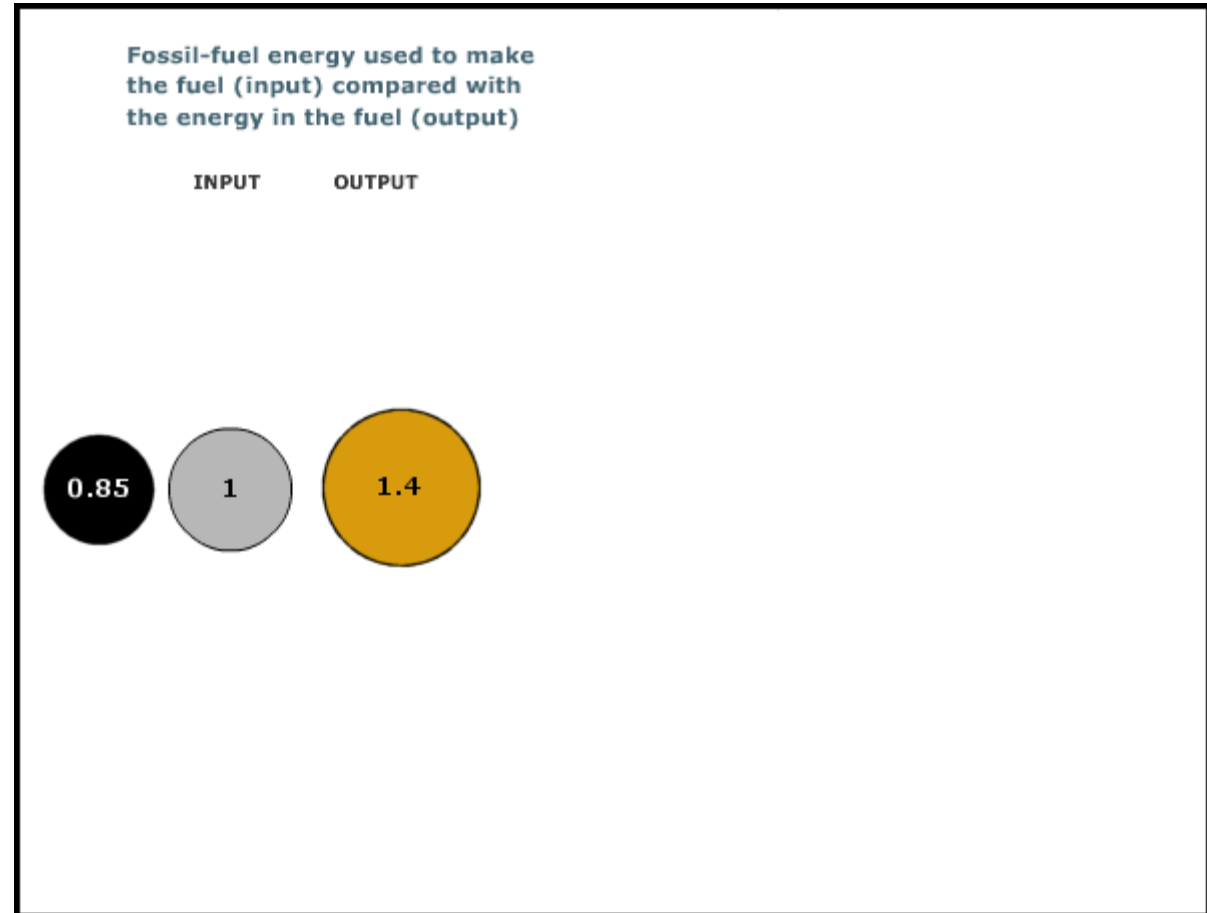 Fossil-fuel energy used to make
the fuel (input) compared with
the energy in the fuel (output)
INPUT OUTPUT
0.85 1 1.4